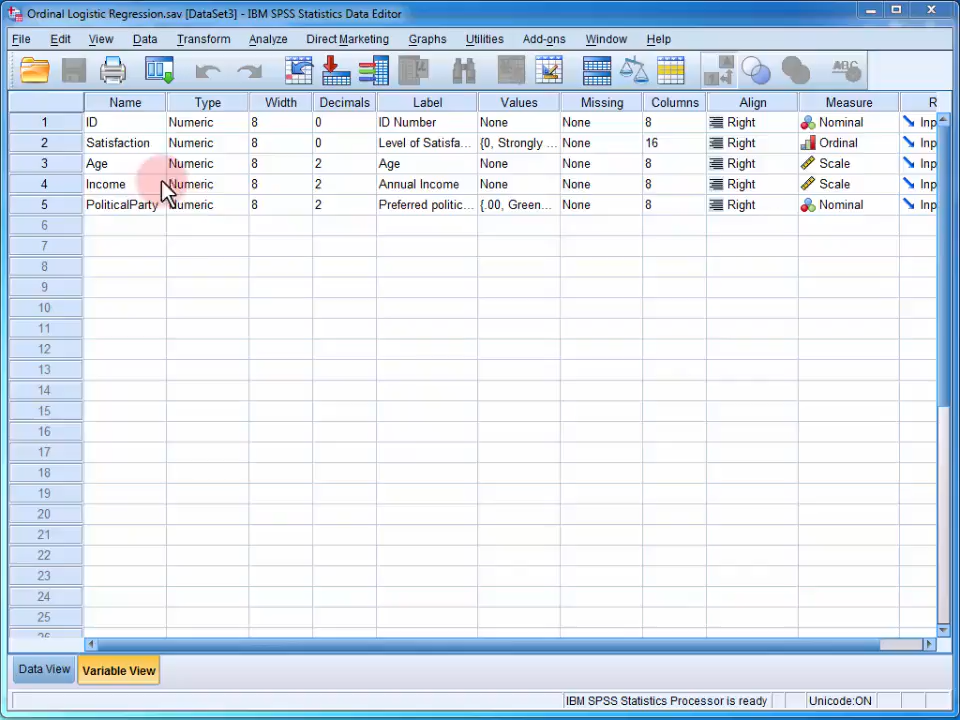 Ordinal Logistic Regression.sav [DataSet3] - IBM SPSS Statistics Data Editor
File Edit View Data Transform Analyze Direct Marketing Graphs Utilities Add-ons Window Help
Name Type Width Decimals Label Values Missing Columns Align Measure R
1 ID Numeric 8 0 ID Number None None 8 Right Nominal Inp
2 Satisfaction Numeric 8 0 Level of Satisfa... {0, Strongly ... None 16 Right Ordinal Inp
3 Age Numeric 8 2 Age None None 8 Right Scale Inp
4 Income Numeric 8 2 Annual Income None None 8 Right Scale Inp
5 PoliticalParty Numeric 8 2 Preferred politic... {.00, Green... None 8 Right Nominal Inp
6
7
8
9
10
11
12
13
14
15
16
17
18
19
20
21
22
23
24
25
26
Data View Variable View
IBM SPSS Statistics Processor is ready Unicode:ON